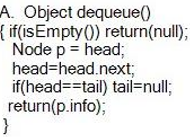 A. Object dequeue()
{ if(isEmpty()) return(null);
Node p = head;
head=head.next;
if(head==tail) tail=null;
return(p.info);
}